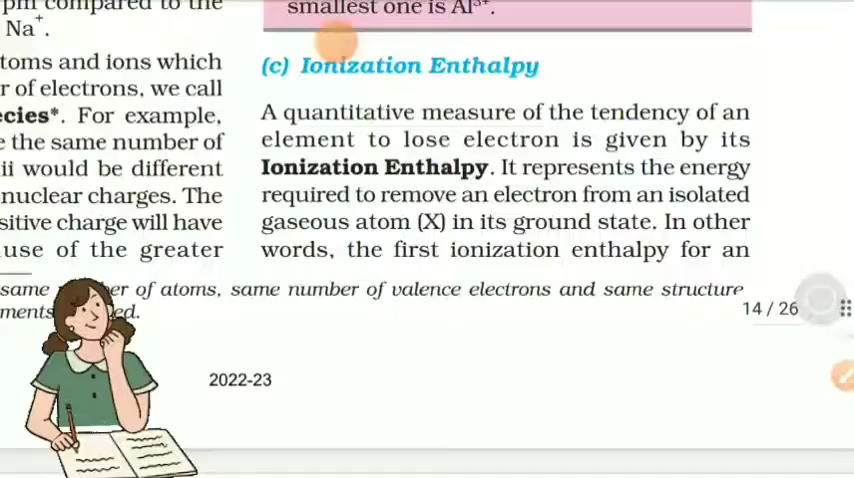 pm compared to the
Na⁺.
toms and ions which
r of electrons, we call
ecies*. For example,
e the same number of
ii would be different
nuclear charges. The
sitive charge will have
use of the greater
smallest one is Al³⁺.
(c) Ionization Enthalpy
A quantitative measure of the tendency of an
element to lose electron is given by its
Ionization Enthalpy. It represents the energy
required to remove an electron from an isolated
gaseous atom (X) in its ground state. In other
words, the first ionization enthalpy for an
same er of atoms, same number of valence electrons and same structure
ments ed.
14 / 26
2022-23